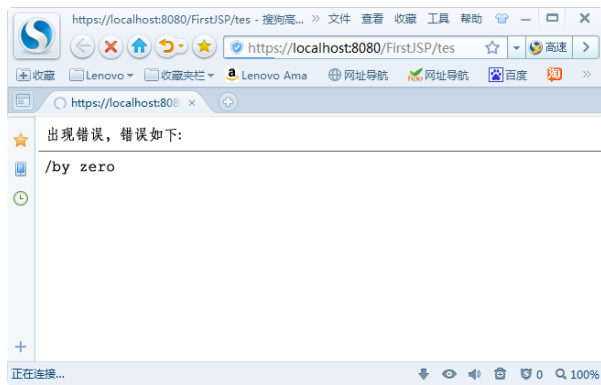 https://localhost:8080/FirstJSP/tes - 搜狗高... » 文件 查看 收藏 工具 帮助
https://localhost:8080/FirstJSP/tes 高速
收藏 Lenovo 收藏夹栏 Lenovo Ama 网址导航 网址导航 百度 淘 »
https://localhost:808 ×
出现错误，错误如下:
/by zero
正在连接... 0 100%